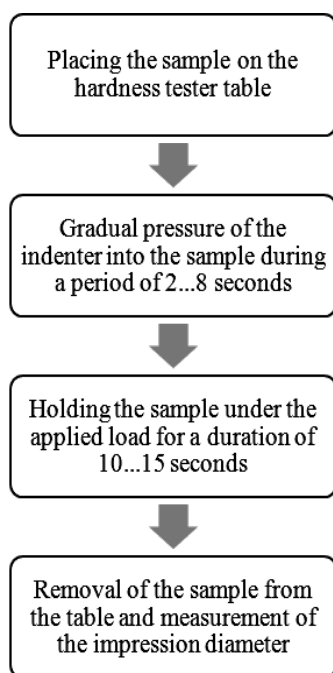 Placing the sample on the
hardness tester table
Gradual pressure of the
indenter into the sample during
a period of 2...8 seconds
Holding the sample under the
applied load for a duration of
10...15 seconds
Removal of the sample from
the table and measurement of
the impression diameter